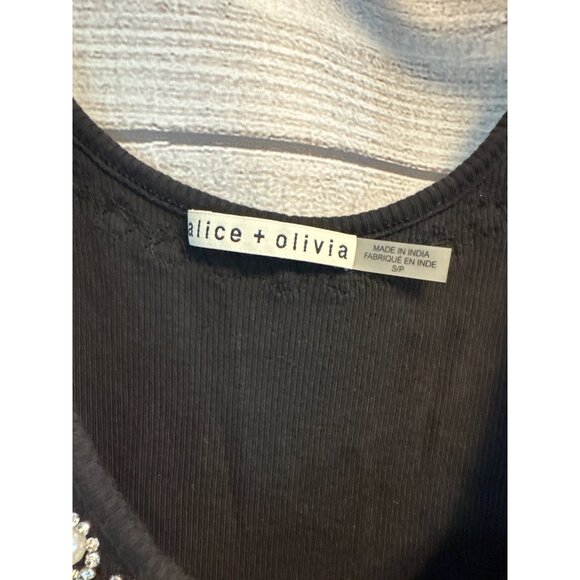 alice + olivia
MADE IN INDIA
FABRIQUÉ EN INDE
S/P